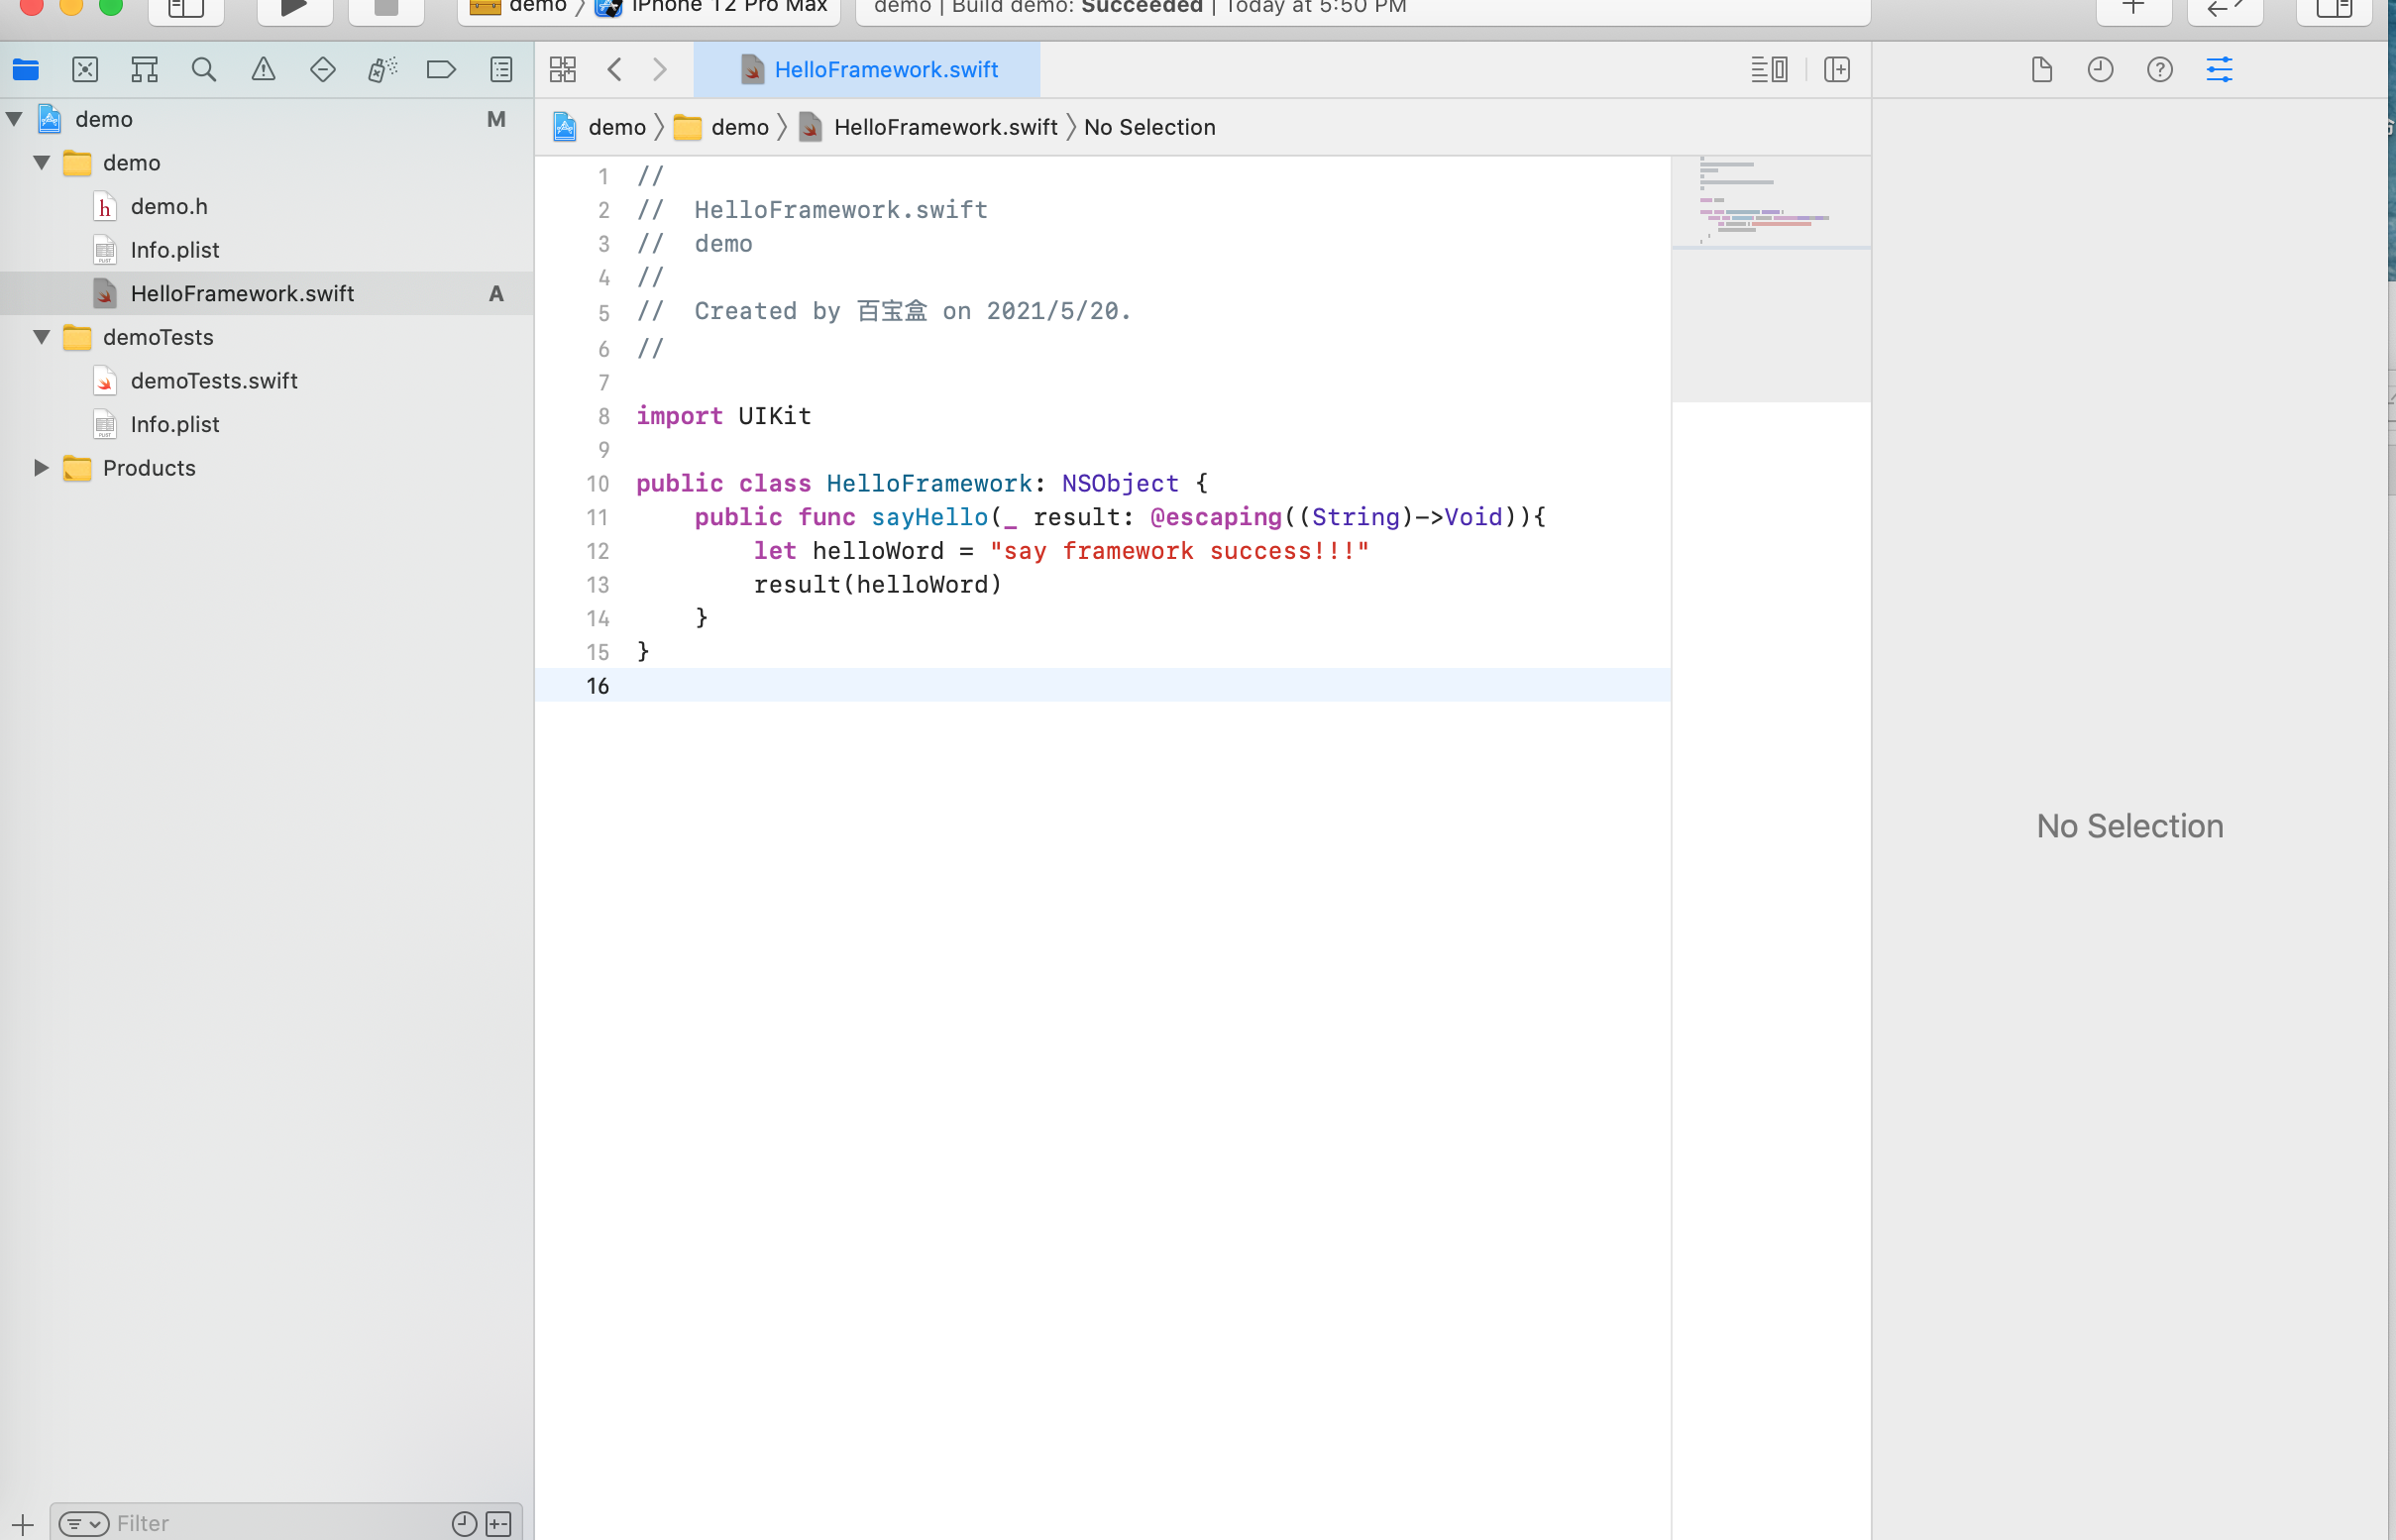 demo 〉 iPhone 12 Pro Max
demo | Build demo: Succeeded | Today at 5:50 PM
HelloFramework.swift
demo M
demo
demo.h
Info.plist
HelloFramework.swift A
demoTests
demoTests.swift
Info.plist
Products
demo 〉 demo 〉 HelloFramework.swift 〉 No Selection
1 //
2 //  HelloFramework.swift
3 //  demo
4 //
5 //  Created by 百宝盒 on 2021/5/20.
6 //
7
8 import UIKit
9
10 public class HelloFramework: NSObject {
11     public func sayHello(_ result: @escaping((String)->Void)){
12         let helloWord = "say framework success!!!"
13         result(helloWord)
14     }
15 }
16
No Selection
Filter